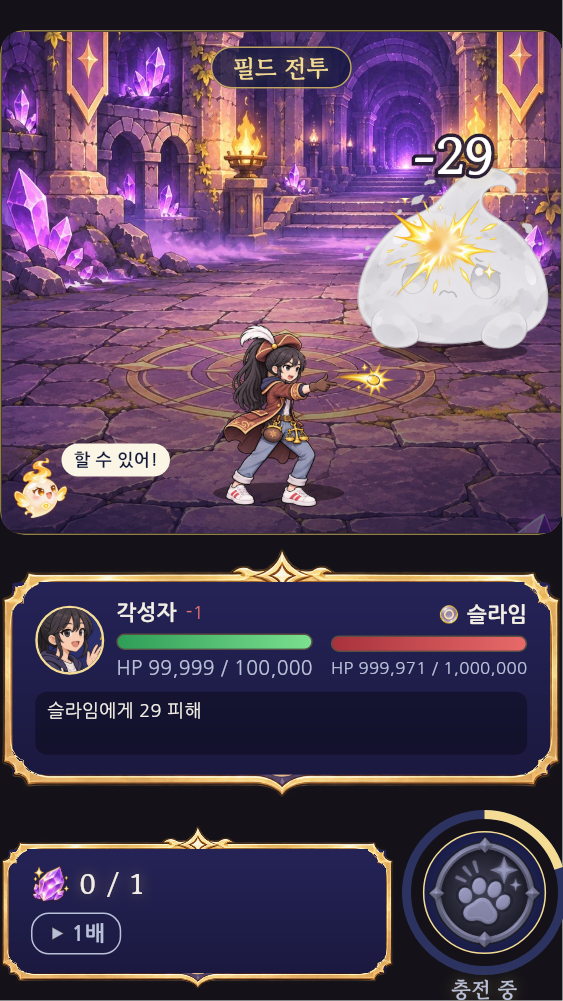 필드 전투
-29
할 수 있어!
각성자 -1
HP 99,999 / 100,000
슬라임
HP 999,971 / 1,000,000
슬라임에게 29 피해
0 / 1
▶ 1배
충전 중